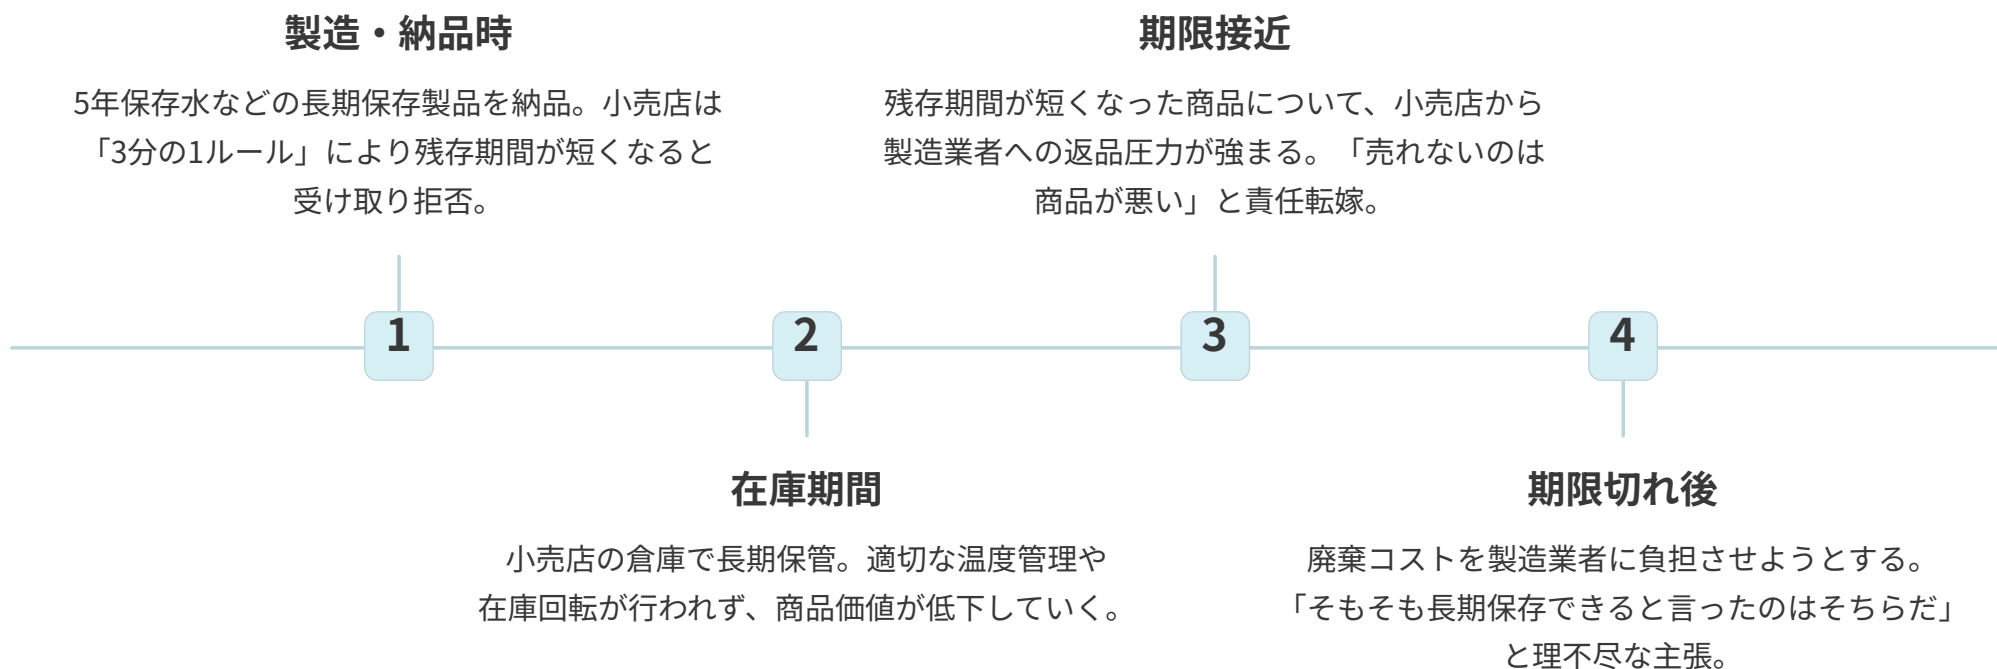 製造・納品時
5年保存水などの長期保存製品を納品。小売店は
「3分の1ルール」により残存期間が短くなると
受け取り拒否。
1
2
在庫期間
小売店の倉庫で長期保管。適切な温度管理や
在庫回転が行われず、商品価値が低下していく。
期限接近
残存期間が短くなった商品について、小売店から
製造業者への返品圧力が強まる。「売れないのは
商品が悪い」と責任転嫁。
3
4
期限切れ後
廃棄コストを製造業者に負担させようとする。
「そもそも長期保存できると言ったのはそちらだ」
と理不尽な主張。